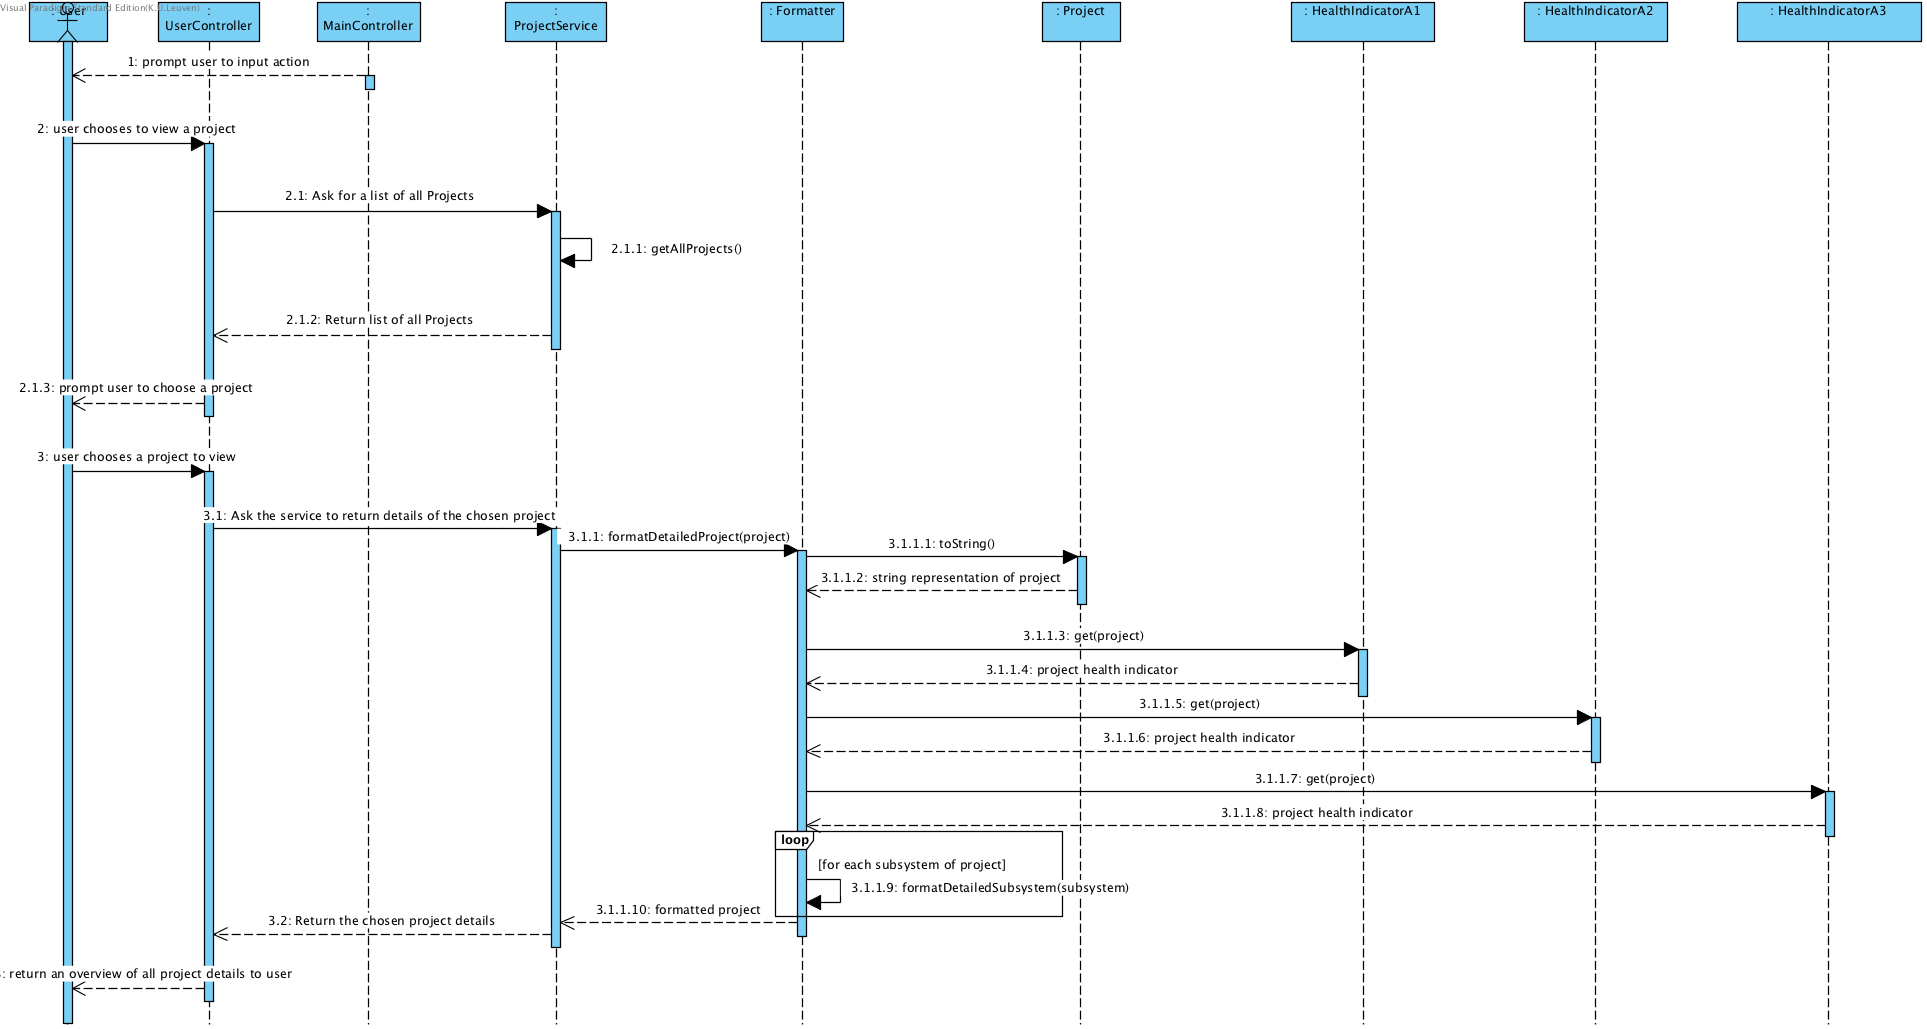 Visual Paradigm Standard Edition(K.U.Leuven)
: User
:
UserController
:
MainController
:
ProjectService
: Formatter
: Project
: HealthIndicatorA1
: HealthIndicatorA2
: HealthIndicatorA3
1: prompt user to input action
2: user chooses to view a project
2.1: Ask for a list of all Projects
2.1.1: getAllProjects()
2.1.2: Return list of all Projects
2.1.3: prompt user to choose a project
3: user chooses a project to view
3.1: Ask the service to return details of the chosen project
3.1.1: formatDetailedProject(project)
3.1.1.1: toString()
3.1.1.2: string representation of project
3.1.1.3: get(project)
3.1.1.4: project health indicator
3.1.1.5: get(project)
3.1.1.6: project health indicator
3.1.1.7: get(project)
3.1.1.8: project health indicator
loop
[for each subsystem of project]
3.1.1.9: formatDetailedSubsystem(subsystem)
3.1.1.10: formatted project
3.2: Return the chosen project details
: return an overview of all project details to user